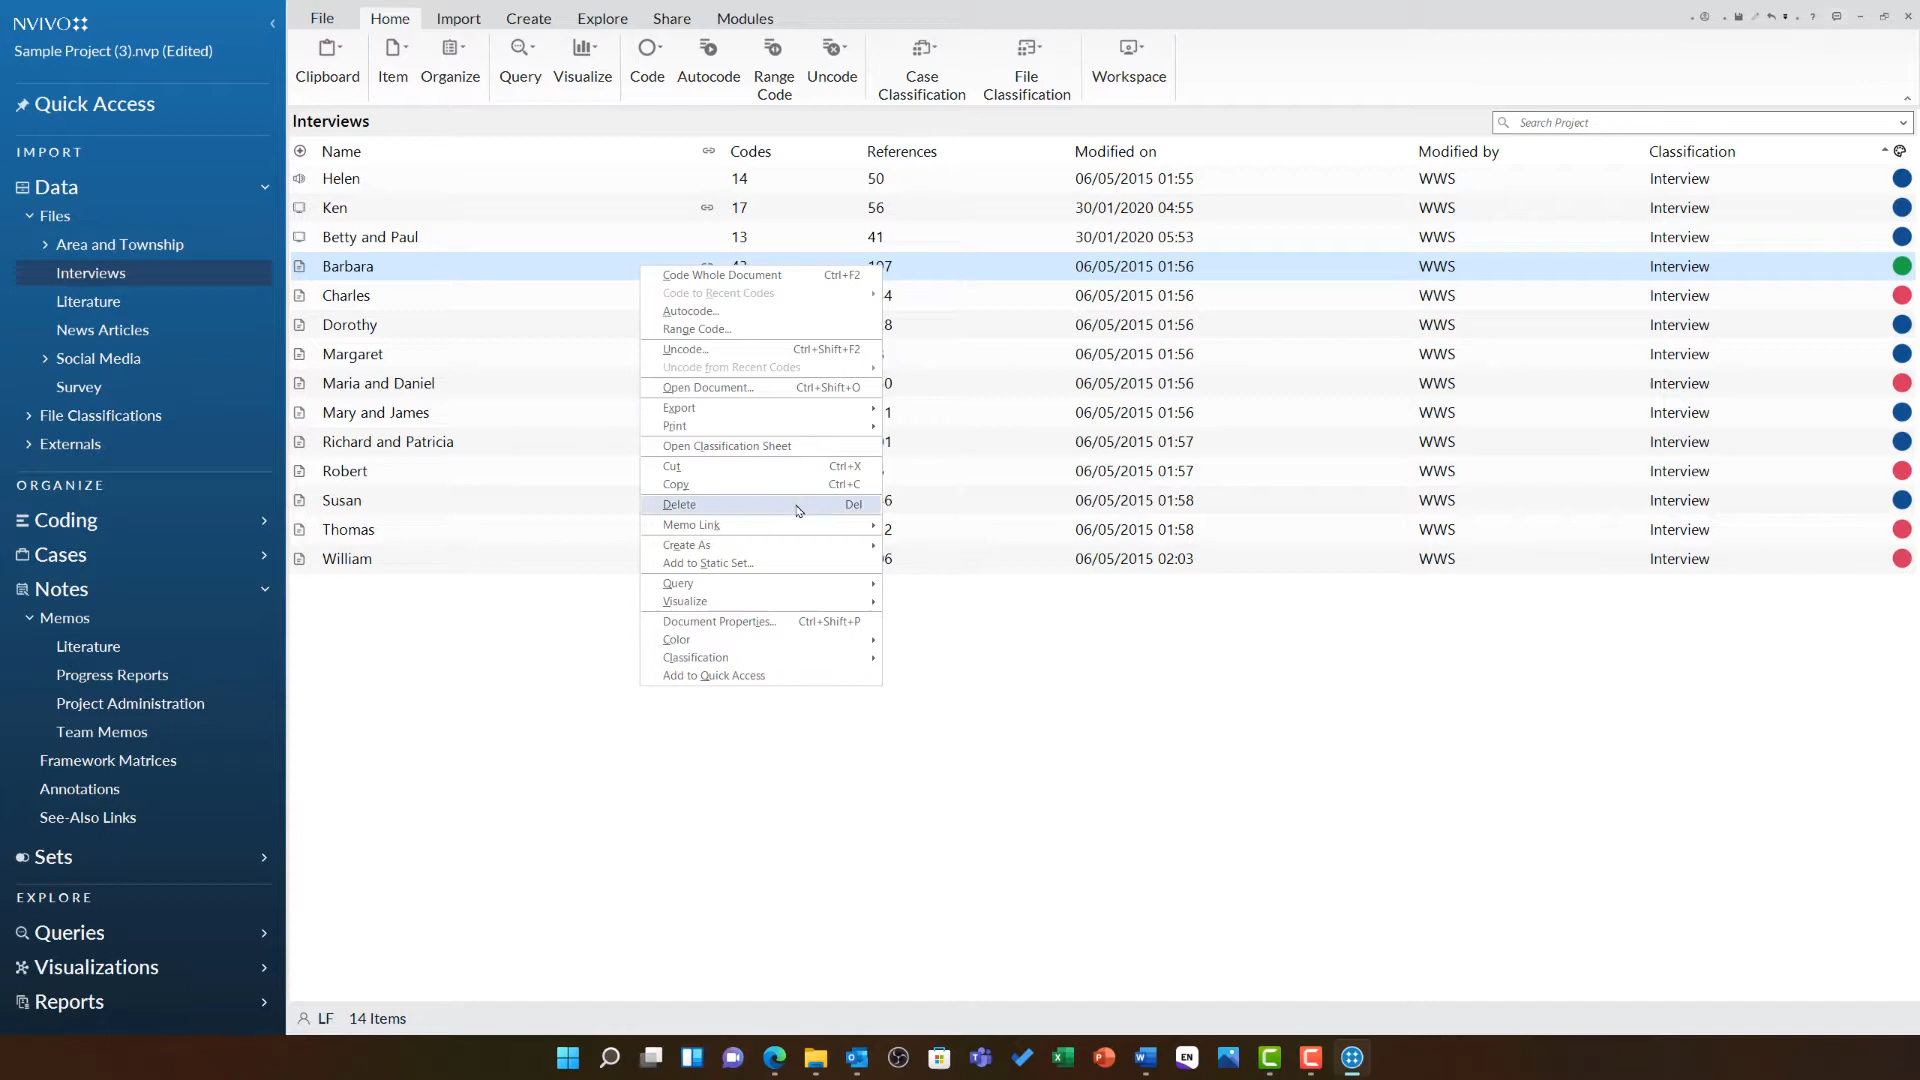 NVIVO
Sample Project (3).nvp (Edited)
Quick Access
IMPORT
Data
Files
Area and Township
Interviews
Literature
News Articles
Social Media
Survey
File Classifications
Externals
ORGANIZE
Coding
Cases
Notes
Memos
Literature
Progress Reports
Project Administration
Team Memos
Framework Matrices
Annotations
See-Also Links
Sets
EXPLORE
Queries
Visualizations
Reports
File Home Import Create Explore Share Modules
Clipboard Item Organize Query Visualize Code Autocode Range Code Uncode Case Classification File Classification Workspace
Interviews
Search Project
Name Codes References Modified on Modified by Classification
Helen 14 50 06/05/2015 01:55 WWS Interview
Ken 17 56 30/01/2020 04:55 WWS Interview
Betty and Paul 13 41 30/01/2020 05:53 WWS Interview
Barbara 06/05/2015 01:56 WWS Interview
Charles 4 06/05/2015 01:56 WWS Interview
Dorothy 8 06/05/2015 01:56 WWS Interview
Margaret 06/05/2015 01:56 WWS Interview
Maria and Daniel 0 06/05/2015 01:56 WWS Interview
Mary and James 1 06/05/2015 01:56 WWS Interview
Richard and Patricia 1 06/05/2015 01:57 WWS Interview
Robert 06/05/2015 01:57 WWS Interview
Susan 6 06/05/2015 01:58 WWS Interview
Thomas 2 06/05/2015 01:58 WWS Interview
William 6 06/05/2015 02:03 WWS Interview
Code Whole Document Ctrl+F2
Code to Recent Codes
Autocode...
Range Code...
Uncode... Ctrl+Shift+F2
Uncode from Recent Codes
Open Document... Ctrl+Shift+O
Export
Print
Open Classification Sheet
Cut Ctrl+X
Copy Ctrl+C
Delete Del
Memo Link
Create As
Add to Static Set...
Query
Visualize
Document Properties... Ctrl+Shift+P
Color
Classification
Add to Quick Access
LF 14 Items
EN